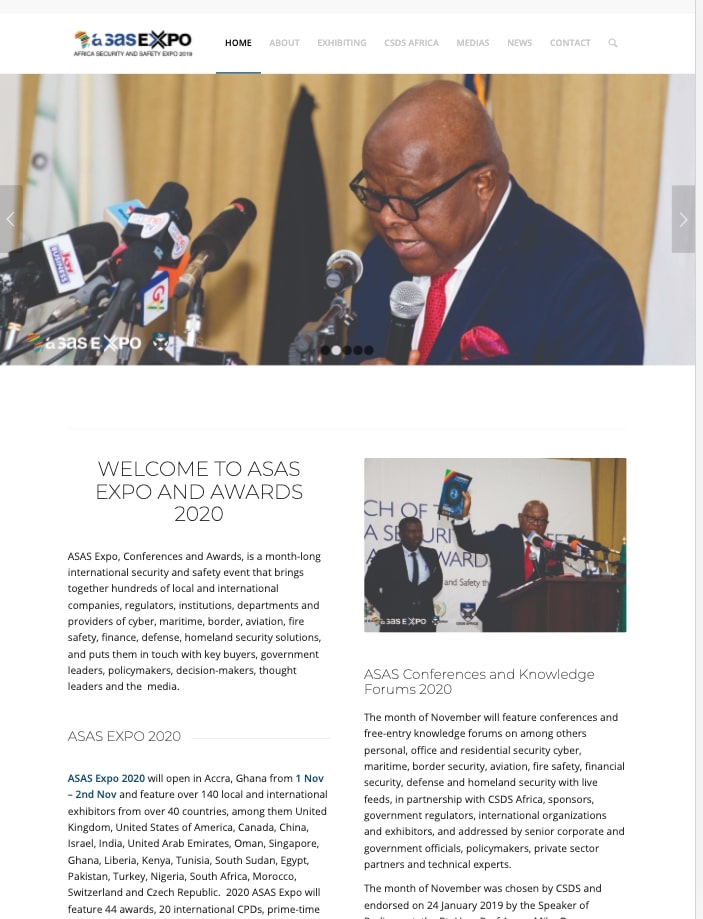 asasEXPO
AFRICA SECURITY AND SAFETY EXPO 2019
HOME
ABOUT
EXHIBITING
CSDS AFRICA
MEDIAS
NEWS
CONTACT
joy
BUSINESS
asasEXPO
WELCOME TO ASAS
EXPO AND AWARDS
2020
ASAS Expo, Conferences and Awards, is a month-long
international security and safety event that brings
together hundreds of local and international
companies, regulators, institutions, departments and
providers of cyber, maritime, border, aviation, fire
safety, finance, defense, homeland security solutions,
and puts them in touch with key buyers, government
leaders, policymakers, decision-makers, thought
leaders and the  media.
ASAS EXPO 2020
ASAS Expo 2020 will open in Accra, Ghana from 1 Nov
– 2nd Nov and feature over 140 local and international
exhibitors from over 40 countries, among them United
Kingdom, United States of America, Canada, China,
Israel, India, United Arab Emirates, Oman, Singapore,
Ghana, Liberia, Kenya, Tunisia, South Sudan, Egypt,
Pakistan, Turkey, Nigeria, South Africa, Morocco,
Switzerland and Czech Republic.  2020 ASAS Expo will
feature 44 awards, 20 international CPDs, prime-time
CH OF
A SECURI
AWARD
and Safety th
asasEXPO
ASAS Conferences and Knowledge
Forums 2020
The month of November will feature conferences and
free-entry knowledge forums on among others
personal, office and residential security cyber,
maritime, border security, aviation, fire safety, financial
security, defense and homeland security with live
feeds, in partnership with CSDS Africa, sponsors,
government regulators, international organizations
and exhibitors, and addressed by senior corporate and
government officials, policymakers, private sector
partners and technical experts.
The month of November was chosen by CSDS and
endorsed on 24 January 2019 by the Speaker of